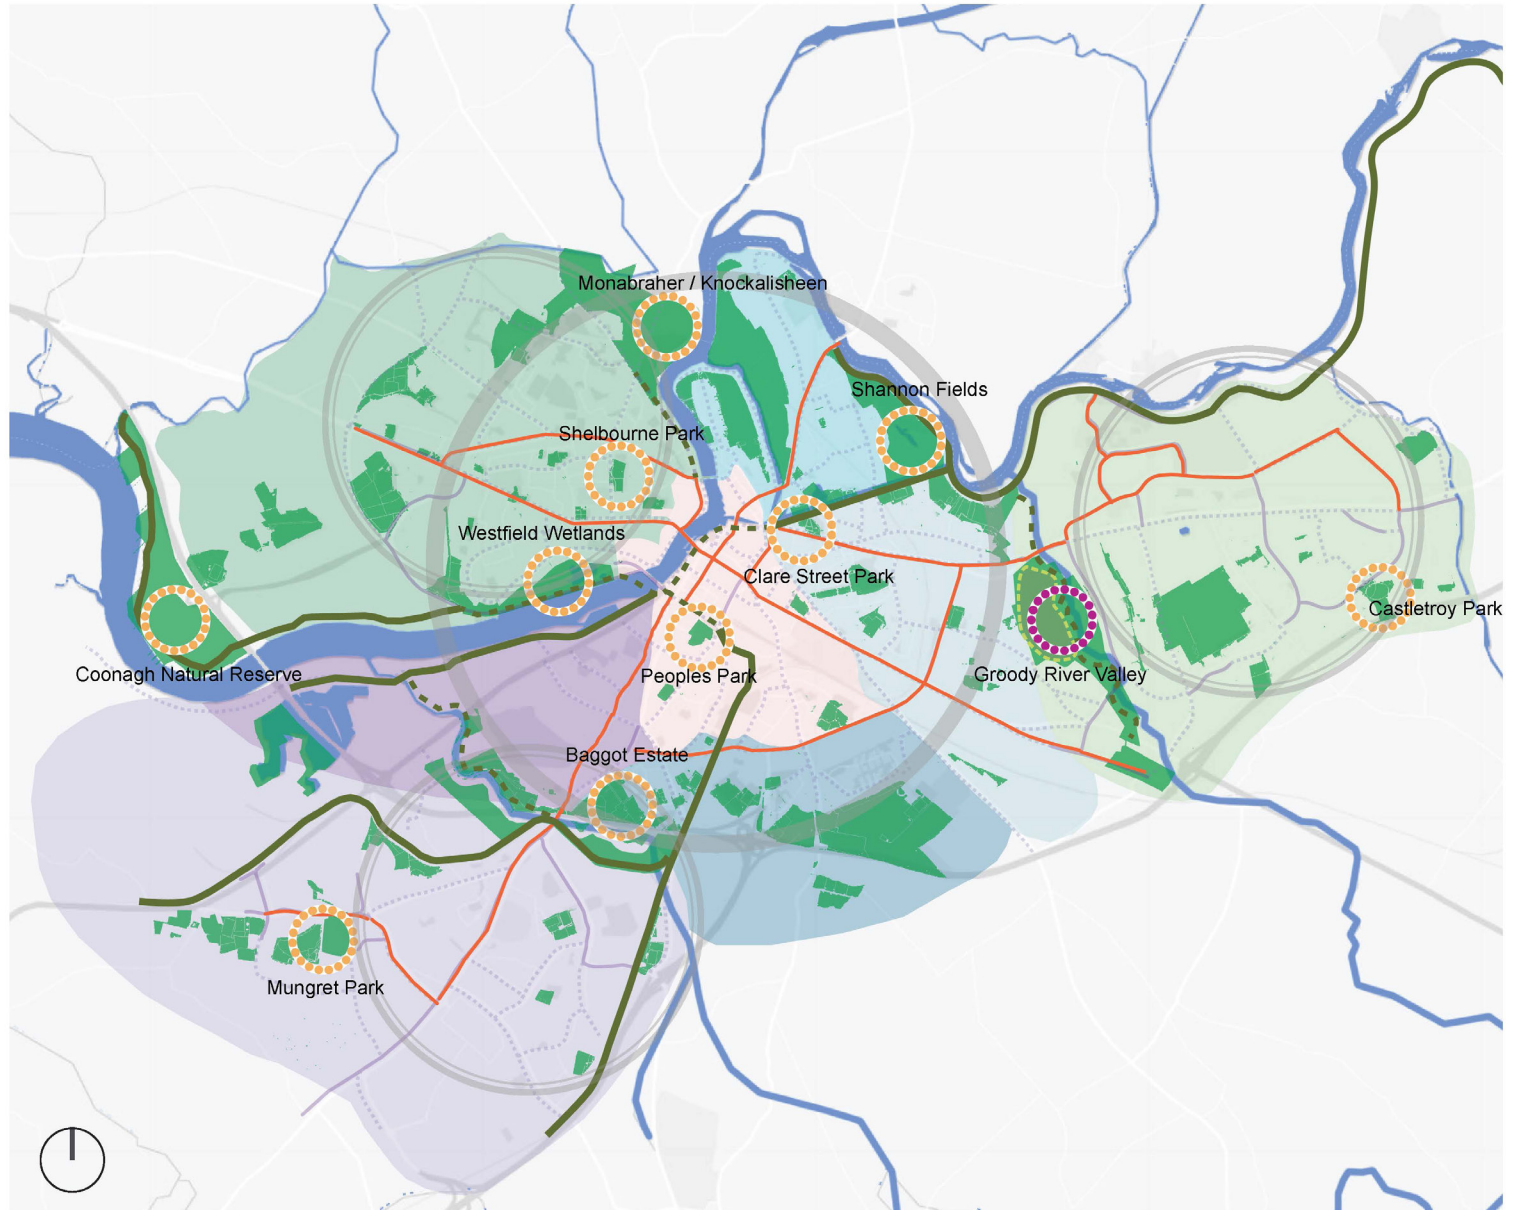 Monabraher / Knockalisheen
Shannon Fields
Shelbourne Park
Westfield Wetlands
Clare Street Park
Castletroy Park
Coonagh Natural Reserve
Peoples Park
Groody River Valley
Baggot Estate
Mungret Park